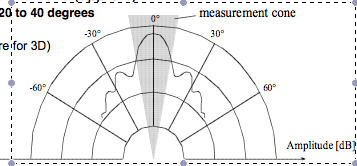 20 to 40 degrees
measurement cone
0°
-30°
30°
re for 3D)
-60°
60°
Amplitude [dB]